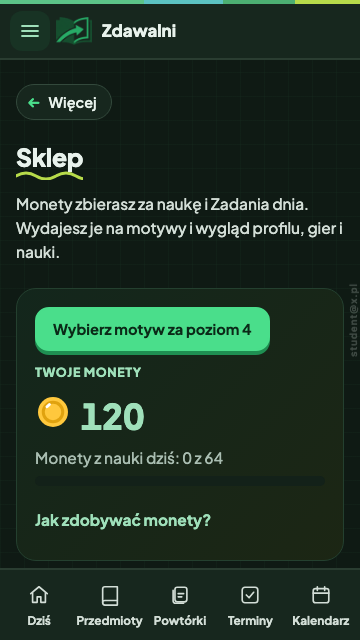 Zdawalni
← Więcej
Sklep
Monety zbierasz za naukę i Zadania dnia.
Wydajesz je na motywy i wygląd profilu, gier i
nauki.
student@x.pl
Wybierz motyw za poziom 4
TWOJE MONETY
120
Monety z nauki dziś: 0 z 64
Jak zdobywać monety?
Dziś
Przedmioty
Powtórki
Terminy
Kalendarz